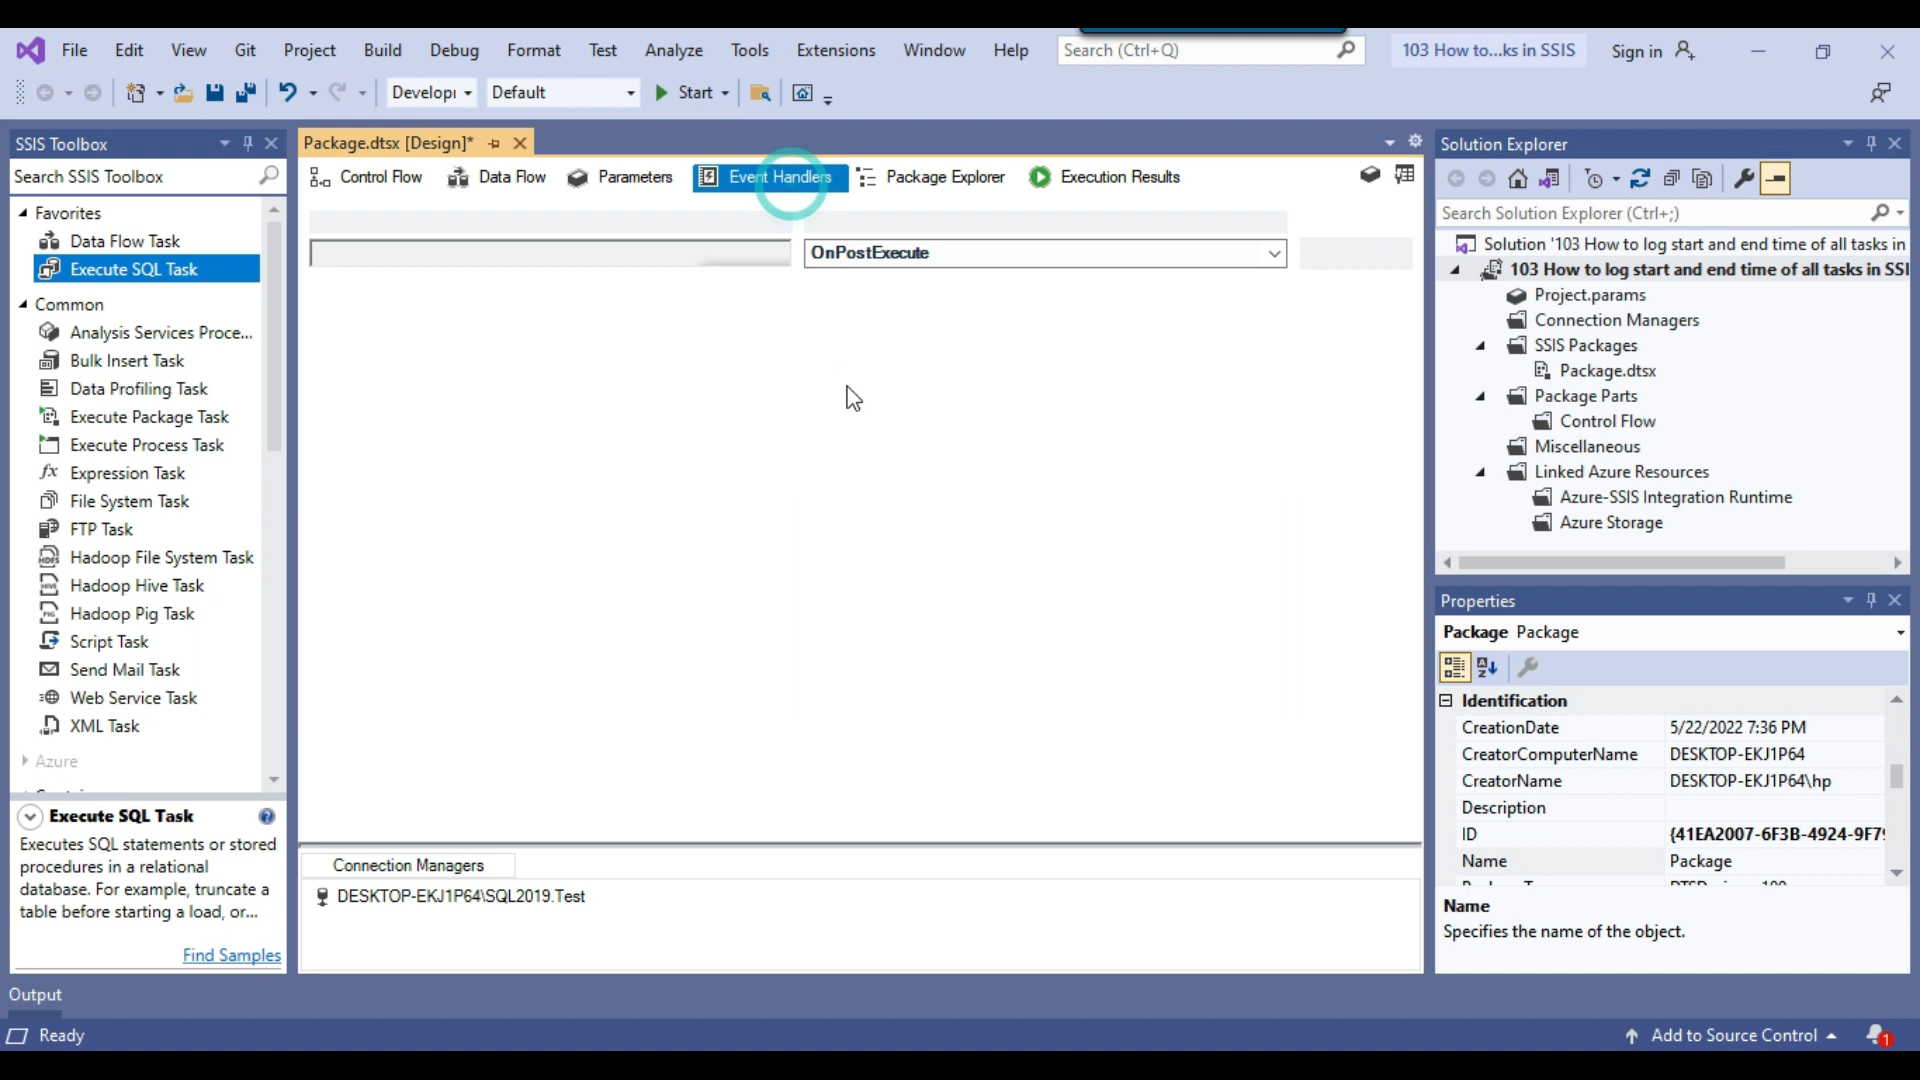 File Edit View Git Project Build Debug Format Test Analyze Tools Extensions Window Help Search (Ctrl+Q) 103 How to...ks in SSIS Sign in
Developı Default Start
SSIS Toolbox
Search SSIS Toolbox
Favorites
Data Flow Task
Execute SQL Task
Common
Analysis Services Proce...
Bulk Insert Task
Data Profiling Task
Execute Package Task
Execute Process Task
Expression Task
File System Task
FTP Task
Hadoop File System Task
Hadoop Hive Task
Hadoop Pig Task
Script Task
Send Mail Task
Web Service Task
XML Task
Azure
Execute SQL Task
Executes SQL statements or stored
procedures in a relational
database. For example, truncate a
table before starting a load, or...
Find Samples
Package.dtsx [Design]*
Control Flow Data Flow Parameters Event Handlers Package Explorer Execution Results
OnPostExecute
Connection Managers
DESKTOP-EKJ1P64\SQL2019.Test
Solution Explorer
Search Solution Explorer (Ctrl+;)
Solution '103 How to log start and end time of all tasks in
103 How to log start and end time of all tasks in SSI
Project.params
Connection Managers
SSIS Packages
Package.dtsx
Package Parts
Control Flow
Miscellaneous
Linked Azure Resources
Azure-SSIS Integration Runtime
Azure Storage
Properties
Package Package
Identification
CreationDate 5/22/2022 7:36 PM
CreatorComputerName DESKTOP-EKJ1P64
CreatorName DESKTOP-EKJ1P64\hp
Description
ID {41EA2007-6F3B-4924-9F79
Name Package
Name
Specifies the name of the object.
Output
Ready
Add to Source Control 1